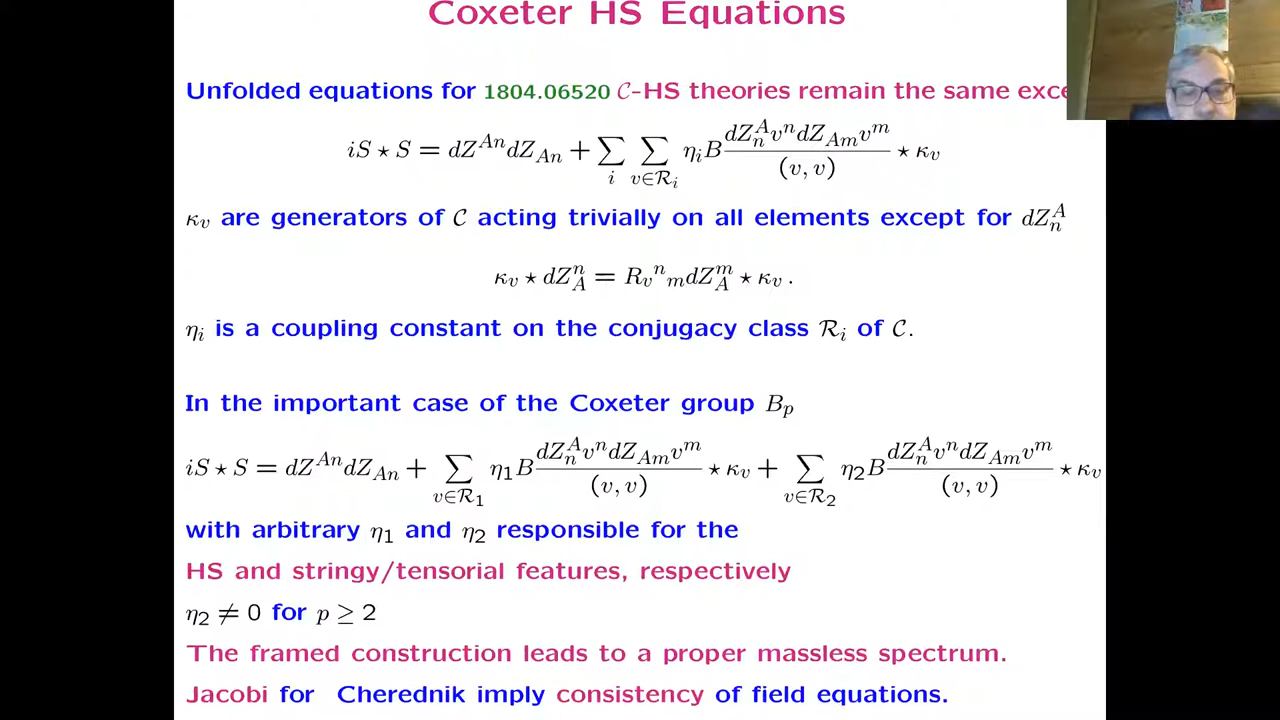 Coxeter HS Equations
Unfolded equations for 1804.06520 𝒞-HS theories remain the same exce
iS ⋆ S = dZ^{An} dZ_{An} + ∑_i ∑_{v∈ℛ_i} η_i B \frac{dZ^A_n v^n dZ_{Am} v^m}{(v, v)} ⋆ κ_v
κ_v are generators of 𝒞 acting trivially on all elements except for dZ^A_n
κ_v ⋆ dZ^n_A = R_v{}^n{}_m dZ^m_A ⋆ κ_v .
η_i is a coupling constant on the conjugacy class ℛ_i of 𝒞.
In the important case of the Coxeter group B_p
iS ⋆ S = dZ^{An} dZ_{An} + ∑_{v∈ℛ_1} η_1 B \frac{dZ^A_n v^n dZ_{Am} v^m}{(v, v)} ⋆ κ_v + ∑_{v∈ℛ_2} η_2 B \frac{dZ^A_n v^n dZ_{Am} v^m}{(v, v)} ⋆ κ_v
with arbitrary η_1 and η_2 responsible for the
HS and stringy/tensorial features, respectively
η_2 ≠ 0 for p ≥ 2
The framed construction leads to a proper massless spectrum.
Jacobi for Cherednik imply consistency of field equations.